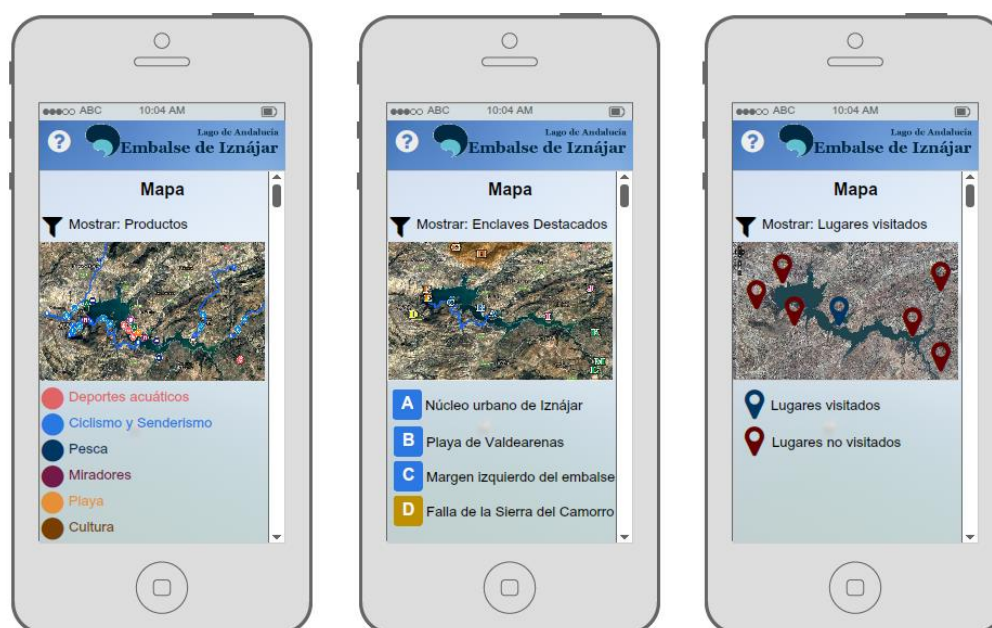 ABC 10:04 AM
?
Lago de Andalucía
Embalse de Iznájar
Mapa
Mostrar: Productos
Deportes acuáticos
Ciclismo y Senderismo
Pesca
Miradores
Playa
Cultura
ABC 10:04 AM
?
Lago de Andalucía
Embalse de Iznájar
Mapa
Mostrar: Enclaves Destacados
A Núcleo urbano de Iznájar
B Playa de Valdearenas
C Margen izquierdo del embalse
D Falla de la Sierra del Camorro
ABC 10:04 AM
?
Lago de Andalucía
Embalse de Iznájar
Mapa
Mostrar: Lugares visitados
Lugares visitados
Lugares no visitados